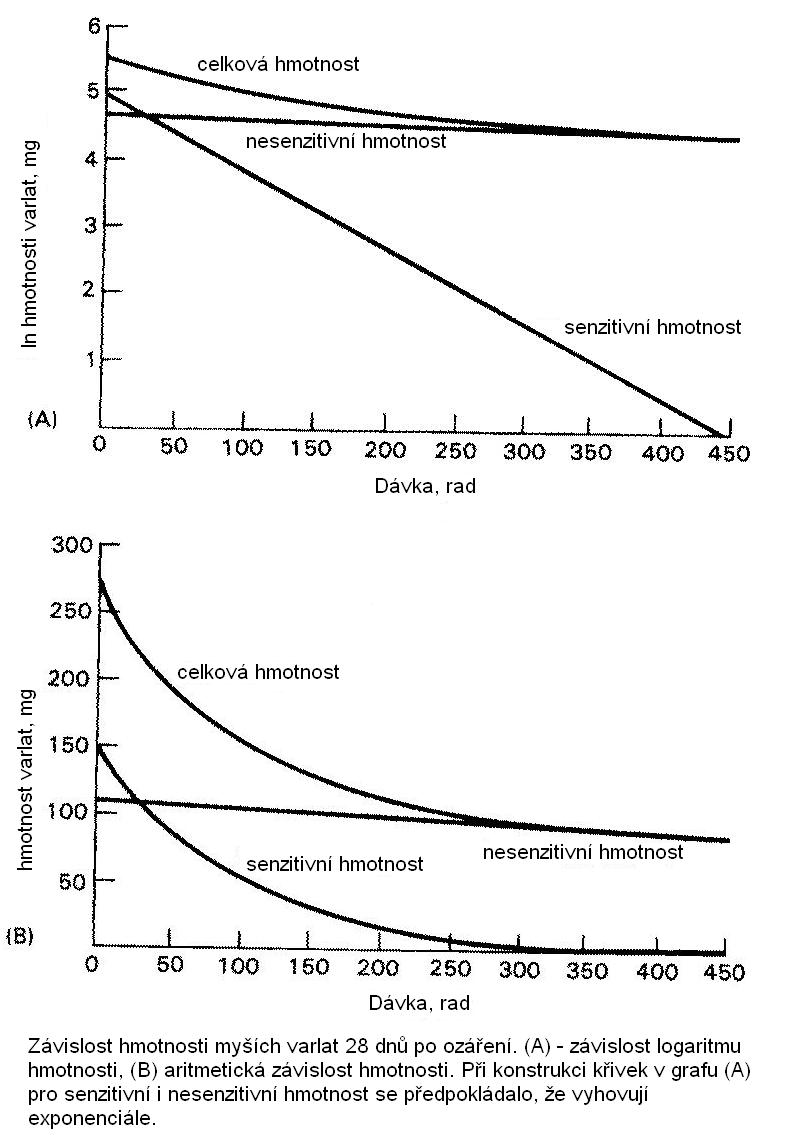 6
celková hmotnost
5
nesenzitivní hmotnost
4
ln hmotnosti varlat, mg
3
2
senzitivní hmotnost
1
(A)
0 50 100 150 200 250 300 350 400 450
Dávka, rad
300
250
celková hmotnost
200
hmotnost varlat, mg
150
100
nesenzitivní hmotnost
senzitivní hmotnost
50
(B)
0 50 100 150 200 250 300 350 400 450
Dávka, rad
Závislost hmotnosti myších varlat 28 dnů po ozáření. (A) - závislost logaritmu
hmotnosti, (B) aritmetická závislost hmotnosti. Při konstrukci křivek v grafu (A)
pro senzitivní i nesenzitivní hmotnost se předpokládalo, že vyhovují
exponenciále.